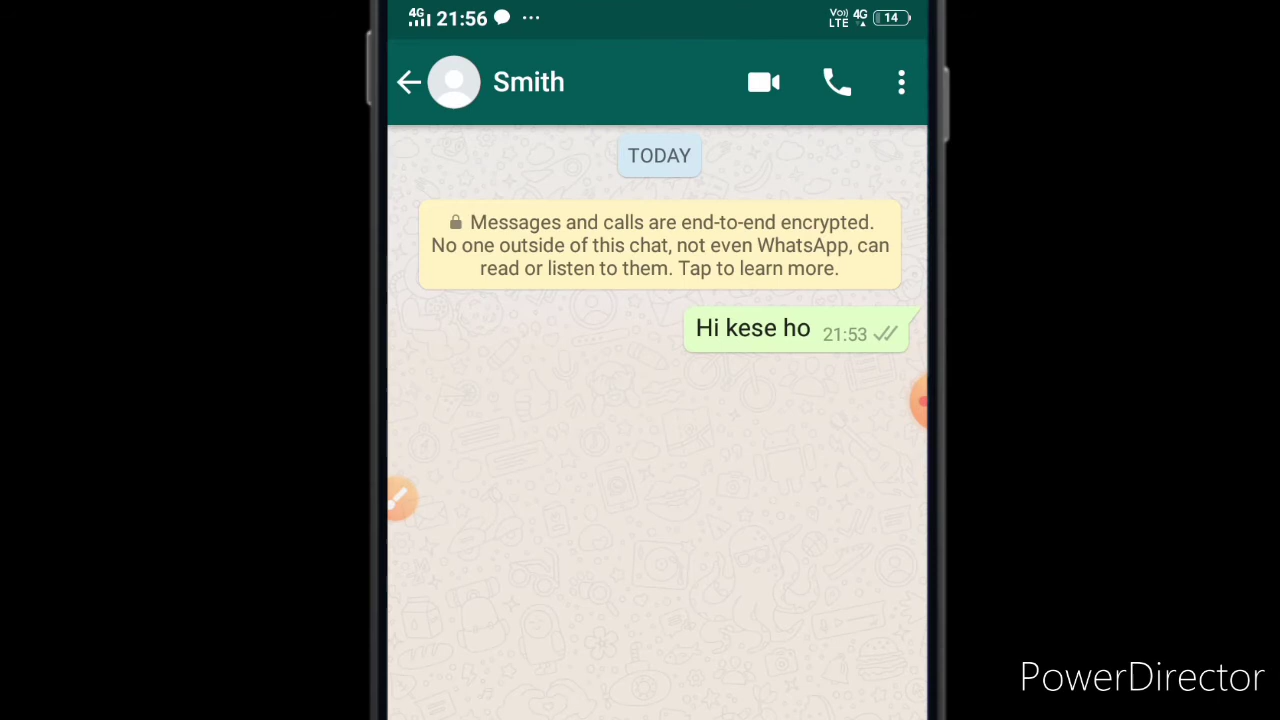 4G 21:56 Vo)) LTE 4G 14
Smith
TODAY
Messages and calls are end-to-end encrypted.
No one outside of this chat, not even WhatsApp, can
read or listen to them. Tap to learn more.
Hi kese ho 21:53
PowerDirector